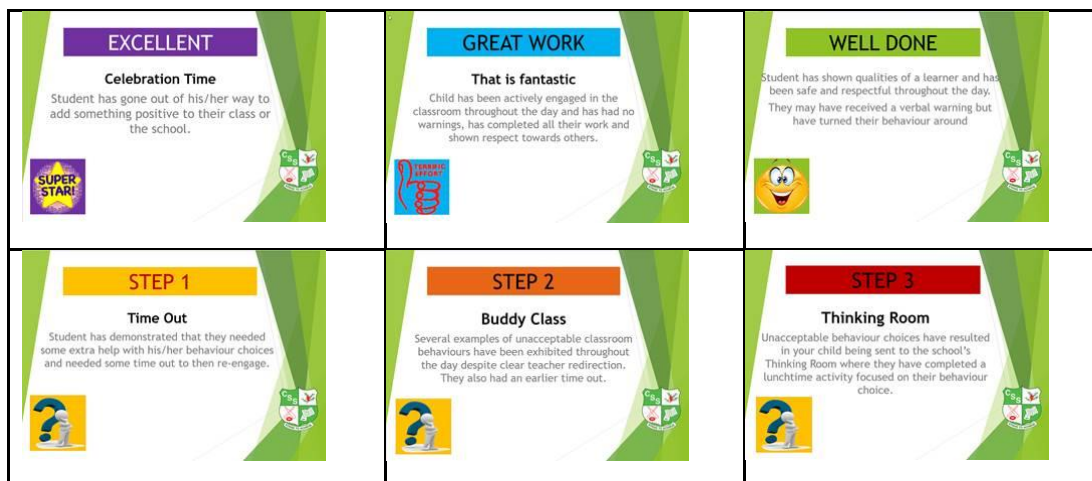 EXCELLENT
Celebration Time
Student has gone out of his/her way to
add something positive to their class or
the school.
SUPER
STAR!
CSS
GREAT WORK
That is fantastic
Child has been actively engaged in the
classroom throughout the day and has had no
warnings, has completed all their work and
shown respect towards others.
TERRIFIC
EFFORT
CSS
WELL DONE
Student has shown qualities of a learner and has
been safe and respectful throughout the day.
They may have received a verbal warning but
have turned their behaviour around
CSS
STEP 1
Time Out
Student has demonstrated that they needed
some extra help with his/her behaviour choices
and needed some time out to then re-engage.
CSS
STEP 2
Buddy Class
Several examples of unacceptable classroom
behaviours have been exhibited throughout
the day despite clear teacher redirection.
They also had an earlier time out.
CSS
STEP 3
Thinking Room
Unacceptable behaviour choices have resulted
in your child being sent to the school's
Thinking Room where they have completed a
lunchtime activity focused on their behaviour
choice.
CSS